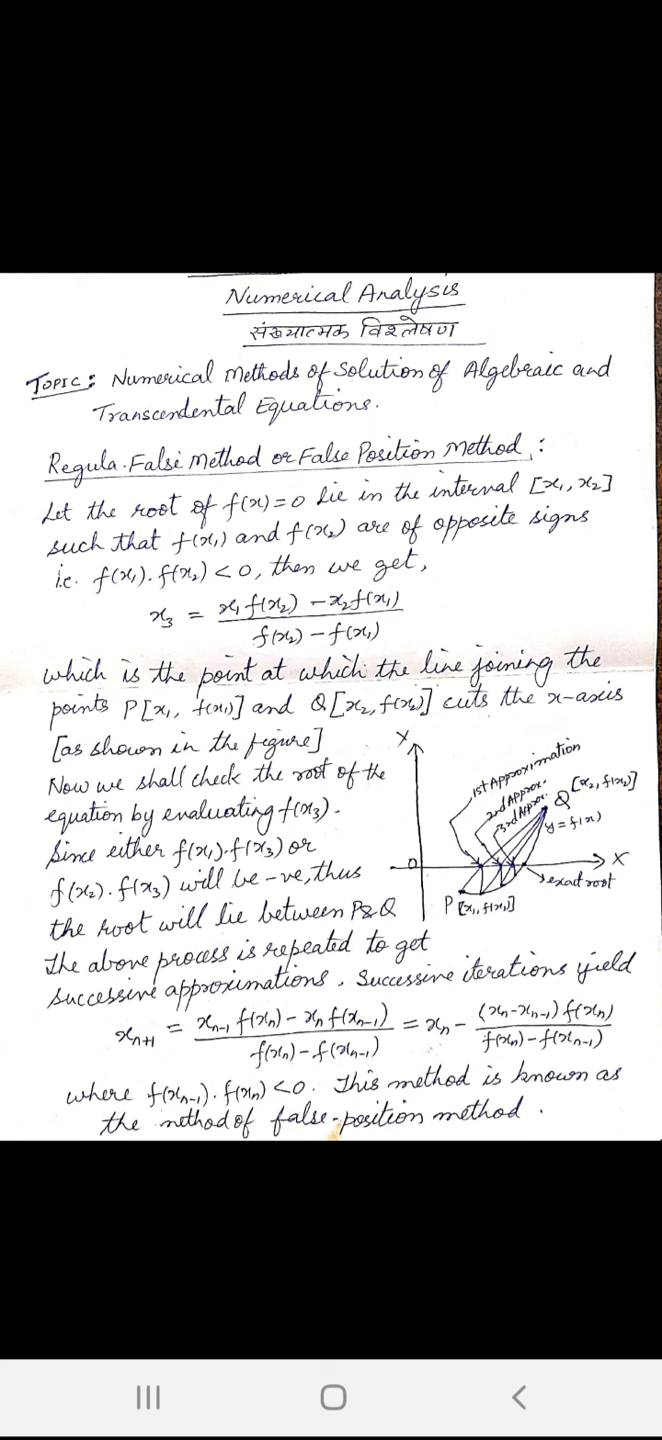 Numerical Analysis
संख्यात्मक विश्लेषण
TOPIC: Numerical Methods of Solution of Algebraic and
Transcendental Equations.
Regula-Falsi Method or False Position Method:
Let the root of f(x)=0 lie in the interval [x₁, x₂]
such that f(x₁) and f(x₂) are of opposite signs
i.e. f(x₁).f(x₂)<0, then we get,
x₃ = x₁f(x₂) - x₂f(x₁) / f(x₂) - f(x₁)
which is the point at which the line joining the
points P[x₁, f(x₁)] and Q[x₂, f(x₂)] cuts the x-axis
[as shown in the figure]
Now we shall check the root of the
equation by evaluating f(x₃).
Since either f(x₁).f(x₃) or
f(x₂).f(x₃) will be -ve, thus
the root will lie between P&Q
X
1st Approximation
2nd Approx.
3rd Appro.
Q [x₂, f(x₂)]
y = f(x)
O
X
exact root
P [x₁, f(x₁)]
The above process is repeated to get
successive approximations. Successive iterations yield
xₙ₊₁ = xₙ₋₁ f(xₙ) - xₙ f(xₙ₋₁) / f(xₙ) - f(xₙ₋₁) = xₙ - (xₙ-xₙ₋₁) f(xₙ) / f(xₙ) - f(xₙ₋₁)
where f(xₙ₋₁).f(xₙ)<0. This method is known as
the method of false-position method.